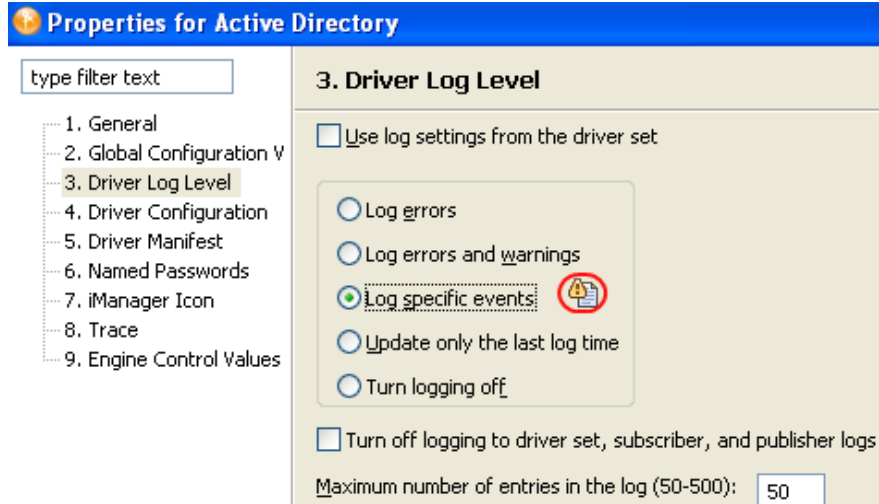 Properties for Active Directory
type filter text
1. General
2. Global Configuration V
3. Driver Log Level
4. Driver Configuration
5. Driver Manifest
6. Named Passwords
7. iManager Icon
8. Trace
9. Engine Control Values
3. Driver Log Level
Use log settings from the driver set
Log errors
Log errors and warnings
Log specific events
Update only the last log time
Turn logging off
Turn off logging to driver set, subscriber, and publisher logs
Maximum number of entries in the log (50-500): 50